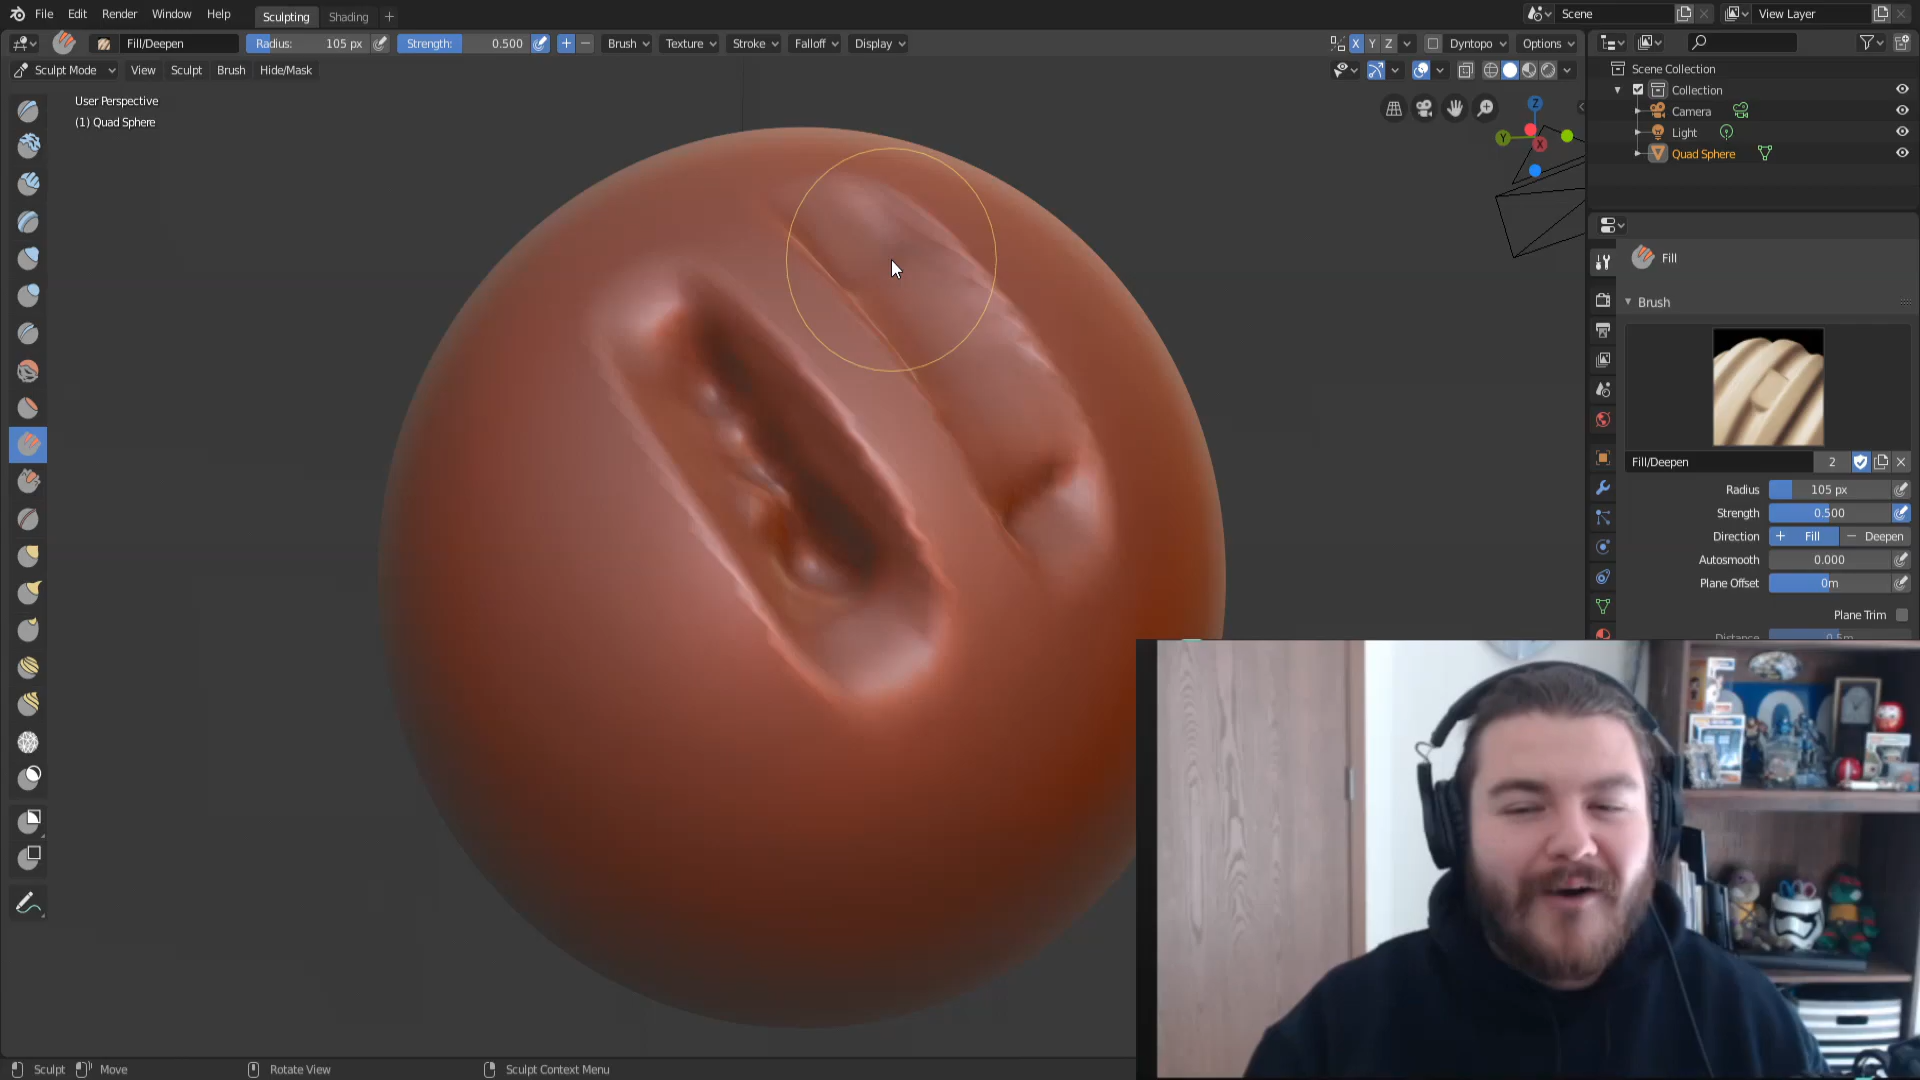 File Edit Render Window Help Sculpting Shading + Scene View Layer
Fill/Deepen Radius: 105 px Strength: 0.500 + − Brush Texture Stroke Falloff Display X Y Z Dyntopo Options
Sculpt Mode View Sculpt Brush Hide/Mask
User Perspective
(1) Quad Sphere
Z
Y
X
Scene Collection
Collection
Camera
Light
Quad Sphere
Fill
Brush
Fill/Deepen 2
Radius 105 px
Strength 0.500
Direction + Fill − Deepen
Autosmooth 0.000
Plane Offset 0m
Plane Trim
Distance 0.5m
Sculpt Move Rotate View Sculpt Context Menu